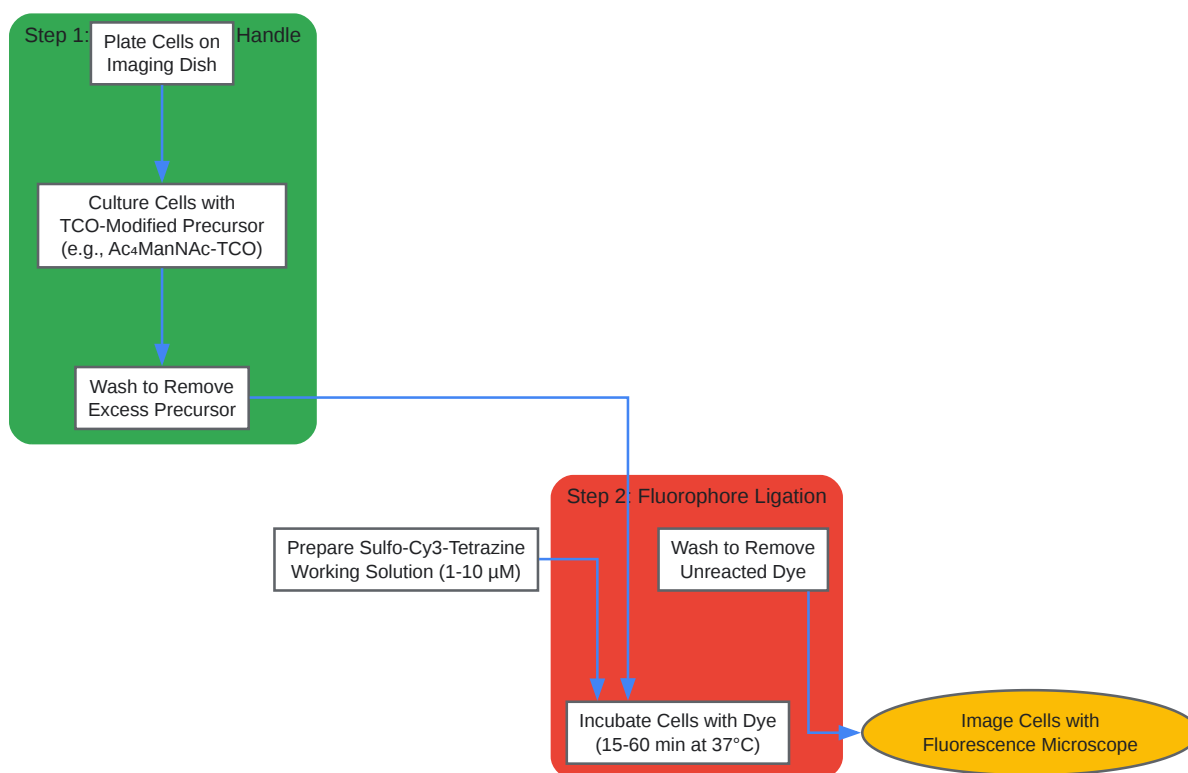 Step 1: Handle
Plate Cells on
Imaging Dish
Culture Cells with
TCO-Modified Precursor
(e.g., Ac₄ManNAc-TCO)
Wash to Remove
Excess Precursor
Step 2: Fluorophore Ligation
Prepare Sulfo-Cy3-Tetrazine
Working Solution (1-10 µM)
Wash to Remove
Unreacted Dye
Incubate Cells with Dye
(15-60 min at 37°C)
Image Cells with
Fluorescence Microscope